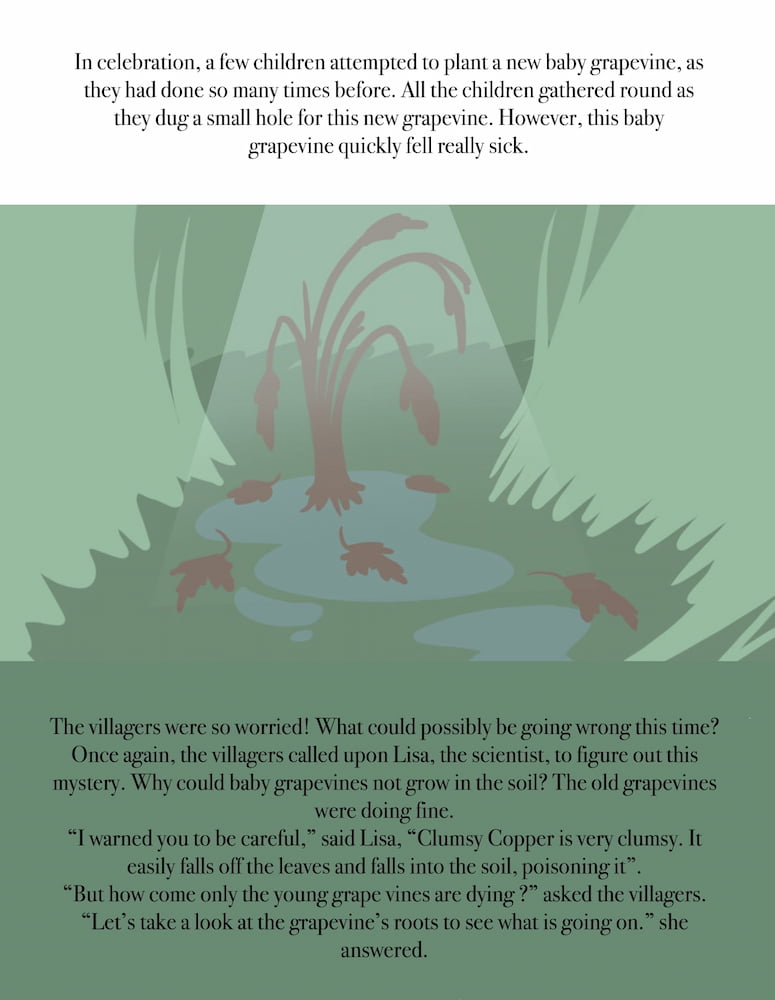 In celebration, a few children attempted to plant a new baby grapevine, as
they had done so many times before. All the children gathered round as
they dug a small hole for this new grapevine. However, this baby
grapevine quickly fell really sick.
The villagers were so worried! What could possibly be going wrong this time?
Once again, the villagers called upon Lisa, the scientist, to figure out this
mystery. Why could baby grapevines not grow in the soil? The old grapevines
were doing fine.
“I warned you to be careful,” said Lisa, “Clumsy Copper is very clumsy. It
easily falls off the leaves and falls into the soil, poisoning it”.
“But how come only the young grape vines are dying ?” asked the villagers.
“Let’s take a look at the grapevine’s roots to see what is going on.” she
answered.